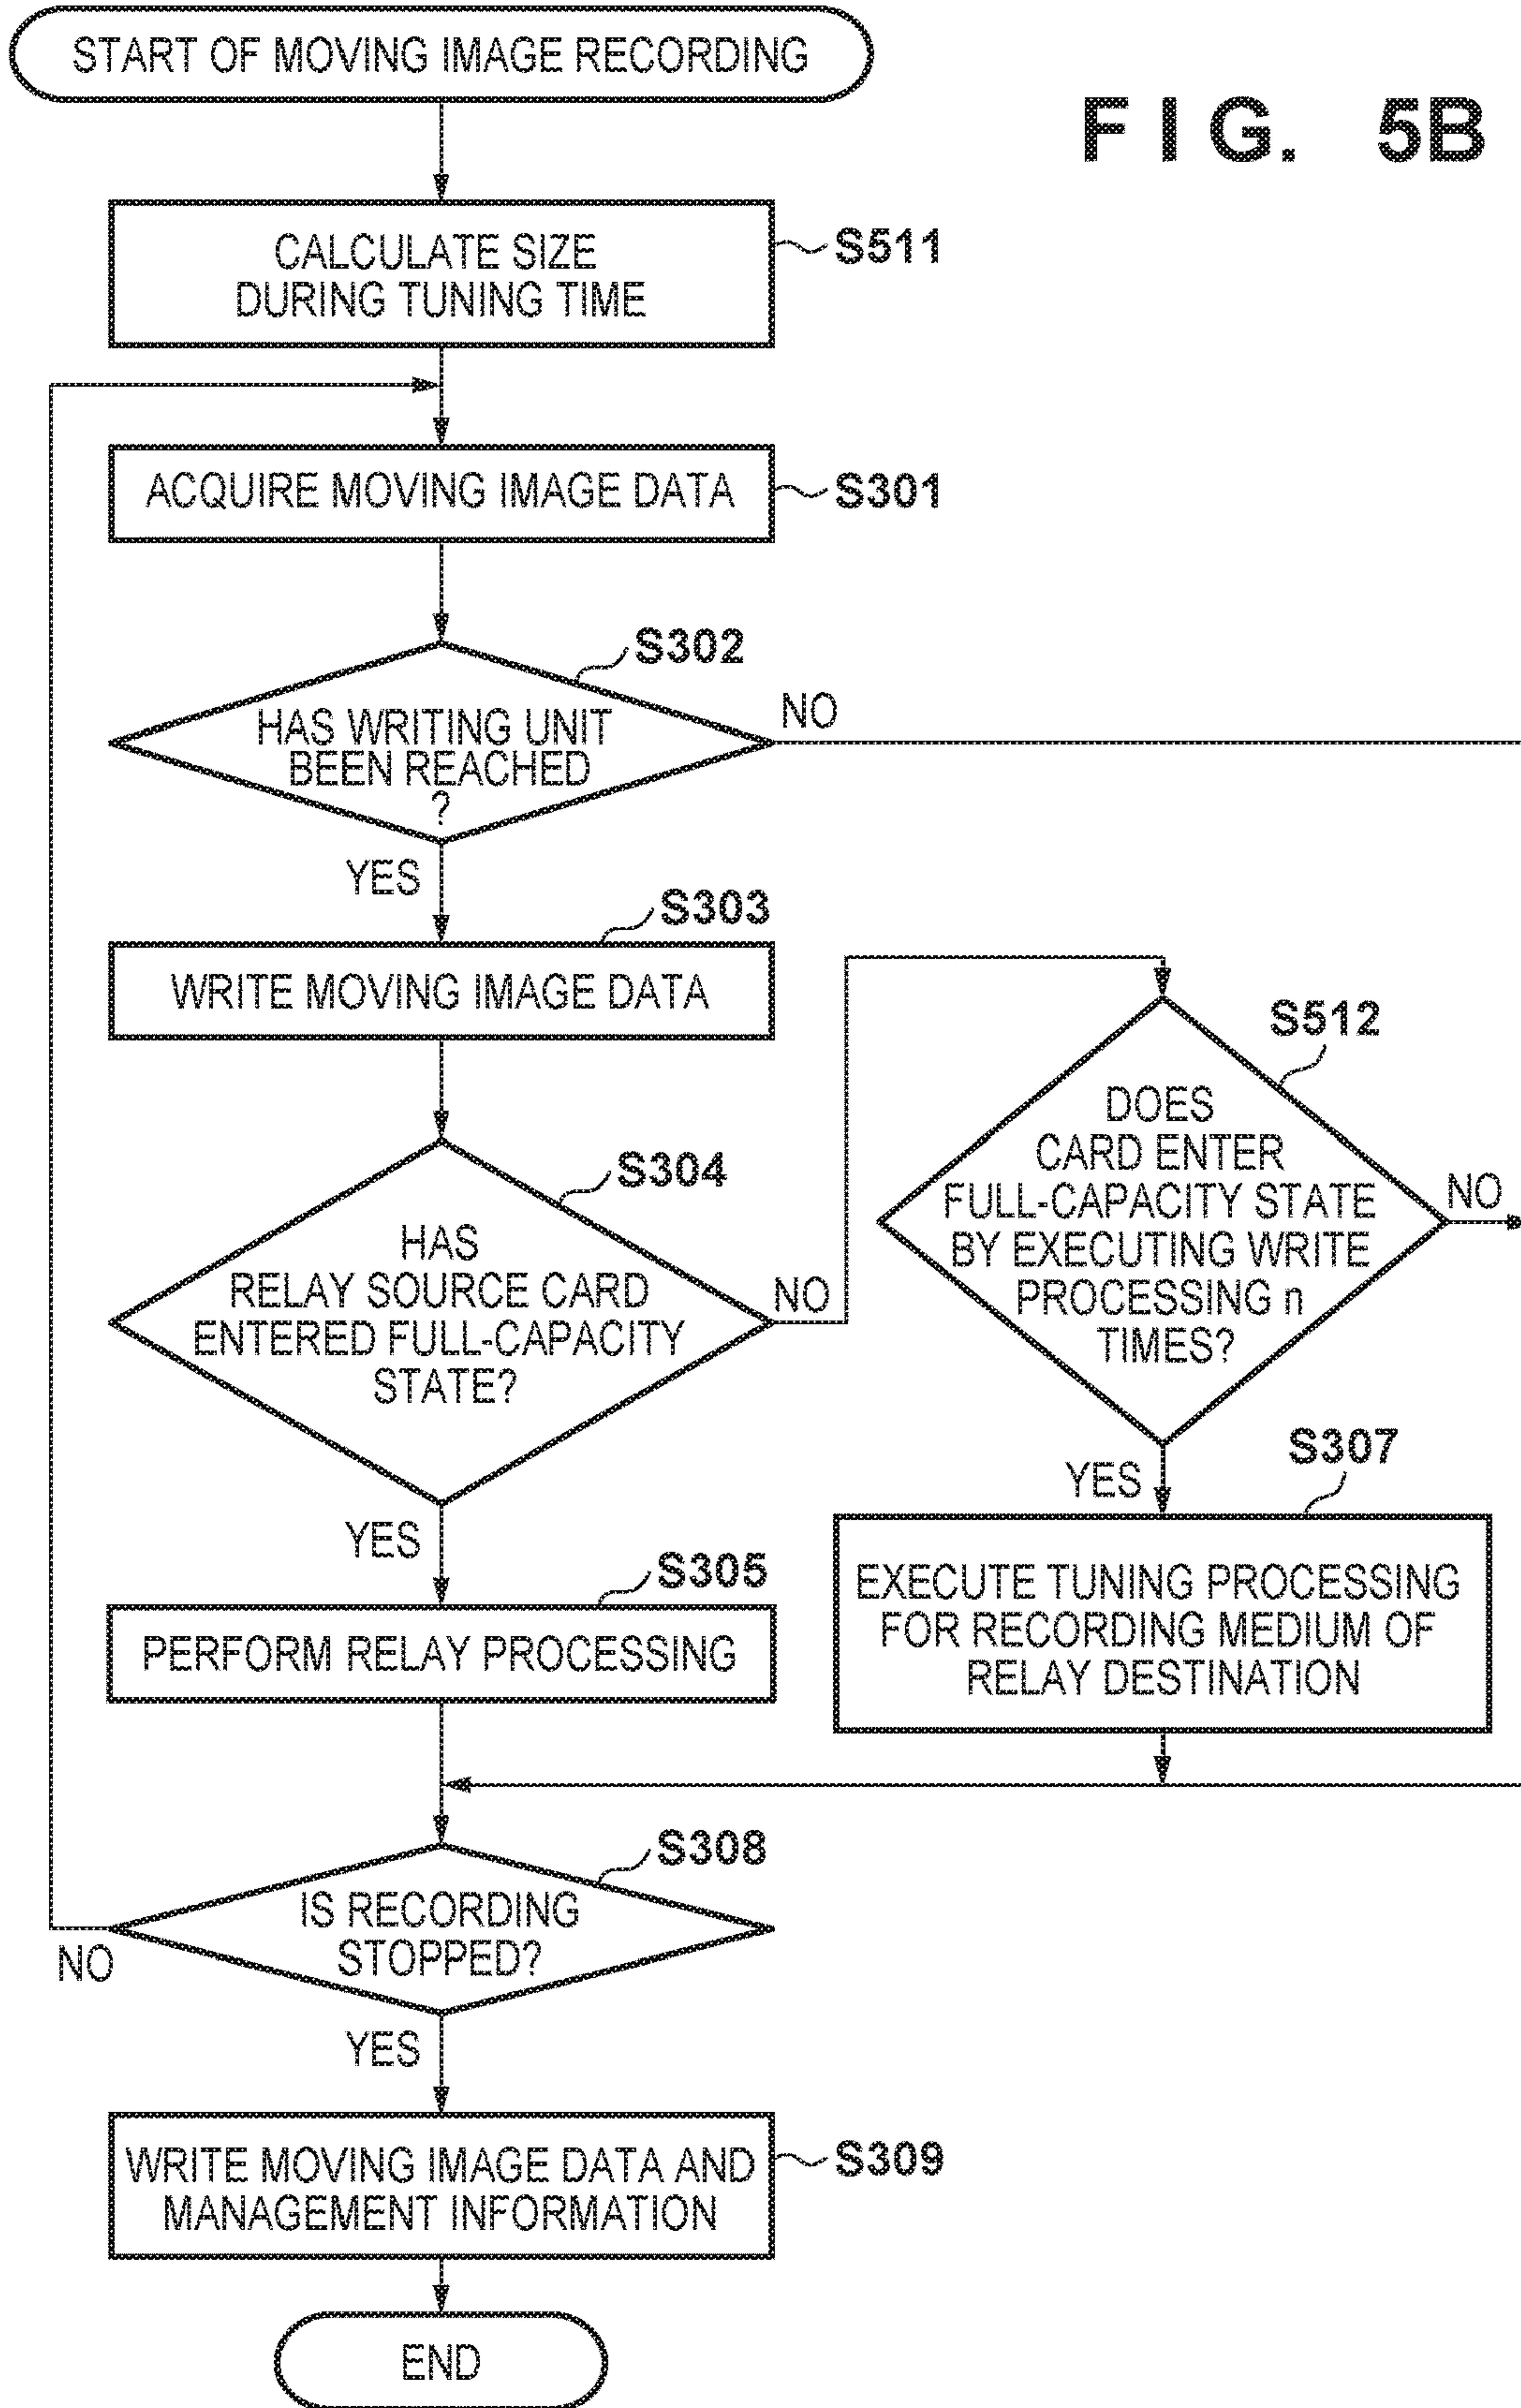 START OF MOVING IMAGE RECORDING
FIG. 5B
CALCULATE SIZE
DURING TUNING TIME
S511
ACQUIRE MOVING IMAGE DATA
S301
S302
HAS WRITING UNIT
BEEN REACHED
?
NO
YES
S303
WRITE MOVING IMAGE DATA
S304
HAS
RELAY SOURCE CARD
ENTERED FULL-CAPACITY
STATE?
NO
S512
DOES
CARD ENTER
FULL-CAPACITY STATE
BY EXECUTING WRITE
PROCESSING n
TIMES?
NO
YES
S307
EXECUTE TUNING PROCESSING
FOR RECORDING MEDIUM OF
RELAY DESTINATION
YES
S305
PERFORM RELAY PROCESSING
S308
IS RECORDING
STOPPED?
NO
YES
WRITE MOVING IMAGE DATA AND
MANAGEMENT INFORMATION
S309
END